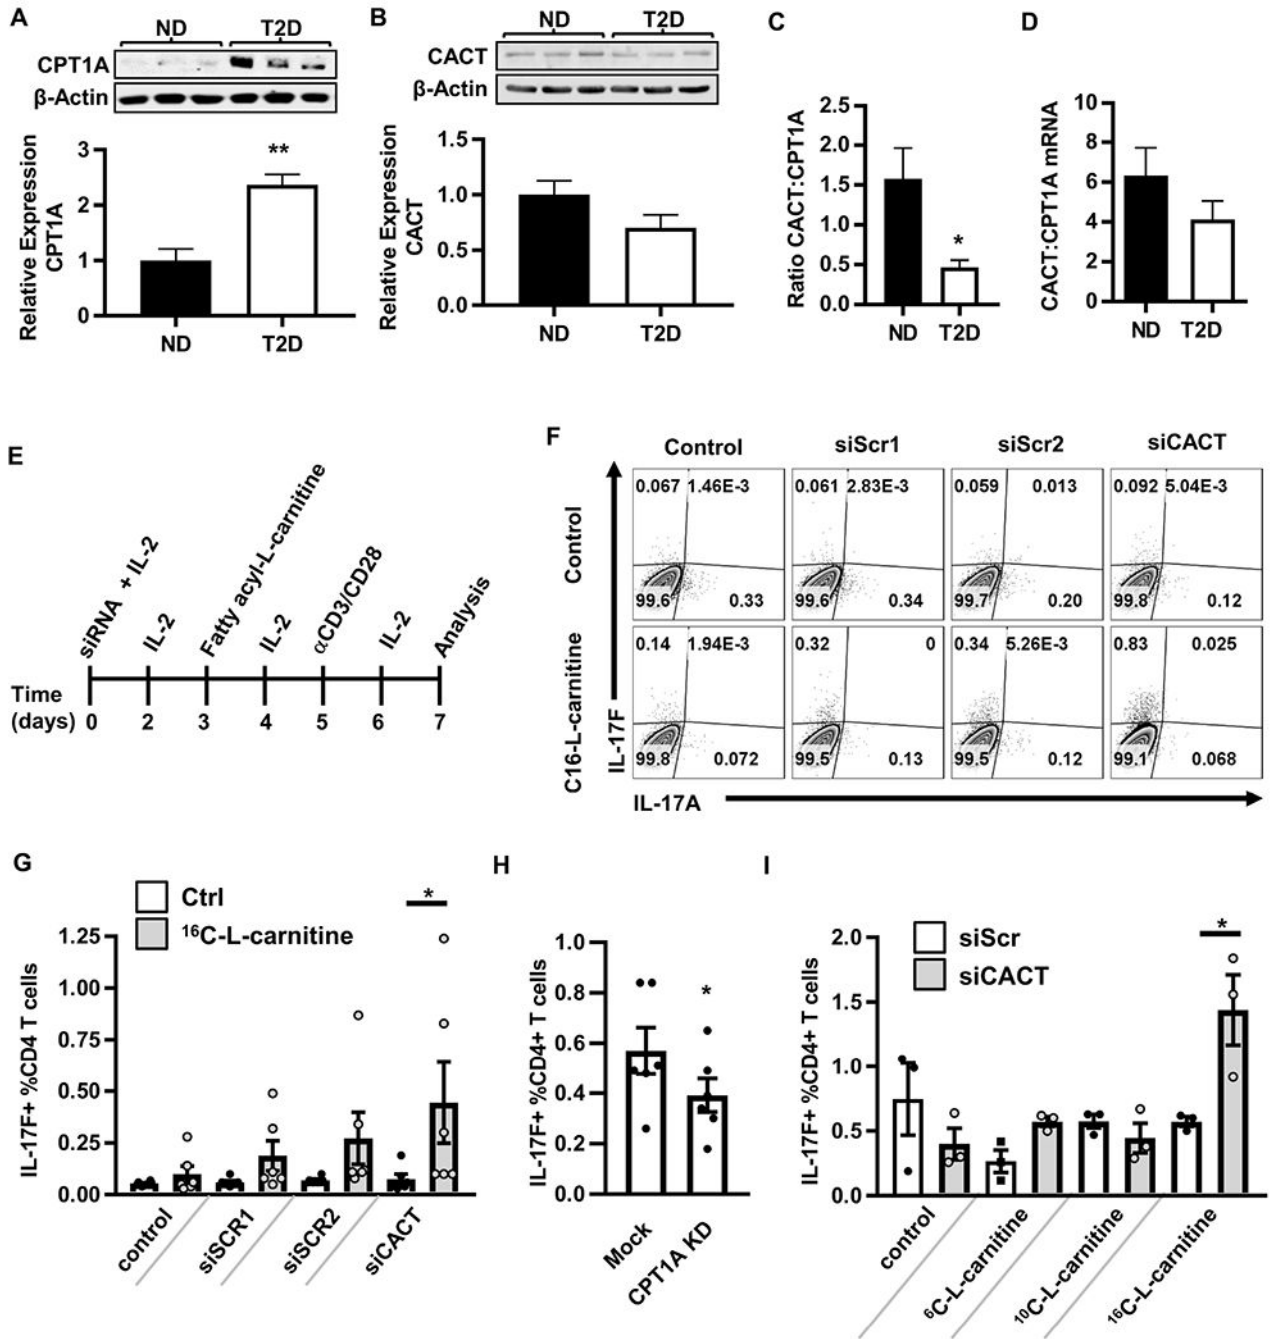 A
ND
T2D
CPT1A
β-Actin
Relative Expression
CPT1A
3
2
1
0
**
ND
T2D
B
ND
T2D
CACT
β-Actin
Relative Expression
CACT
1.5
1.0
0.5
0.0
ND
T2D
C
Ratio CACT:CPT1A
2.5
2.0
1.5
1.0
0.5
0.0
*
ND
T2D
D
CACT:CPT1A mRNA
10
8
6
4
2
0
ND
T2D
E
siRNA + IL-2
IL-2
Fatty acyl-L-carnitine
IL-2
αCD3/CD28
IL-2
Analysis
Time
(days)
0
2
3
4
5
6
7
F
Control
siScr1
siScr2
siCACT
Control
0.067
1.46E-3
99.6
0.33
0.061
2.83E-3
99.6
0.34
0.059
0.013
99.7
0.20
0.092
5.04E-3
99.8
0.12
C16-L-carnitine
0.14
1.94E-3
99.8
0.072
0.32
0
99.5
0.13
0.34
5.26E-3
99.5
0.12
0.83
0.025
99.1
0.068
IL-17F
IL-17A
G
Ctrl
¹⁶C-L-carnitine
IL-17F+ %CD4 T cells
1.25
1.00
0.75
0.50
0.25
0.00
*
control
siSCR1
siSCR2
siCACT
H
IL-17F+ %CD4+ T cells
1.0
0.8
0.6
0.4
0.2
0.0
*
Mock
CPT1A KD
I
siScr
siCACT
IL-17F+ %CD4+ T cells
2.0
1.5
1.0
0.5
0.0
*
control
⁶C-L-carnitine
¹⁰C-L-carnitine
¹⁶C-L-carnitine